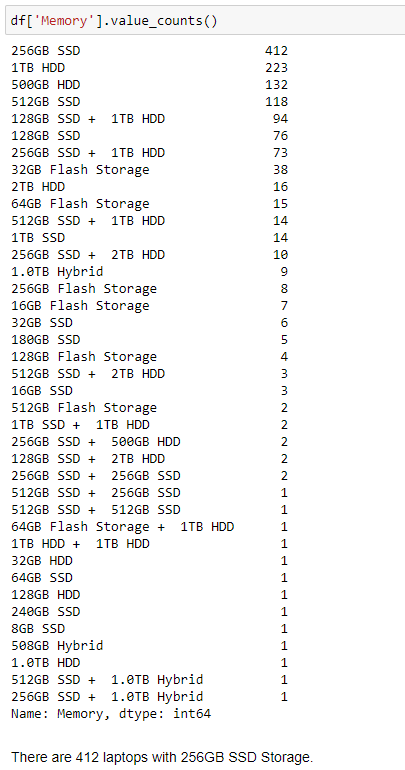 df['Memory'].value_counts()
256GB SSD                        412
1TB HDD                          223
500GB HDD                        132
512GB SSD                        118
128GB SSD +  1TB HDD              94
128GB SSD                         76
256GB SSD +  1TB HDD              73
32GB Flash Storage                38
2TB HDD                           16
64GB Flash Storage                15
512GB SSD +  1TB HDD              14
1TB SSD                           14
256GB SSD +  2TB HDD              10
1.0TB Hybrid                       9
256GB Flash Storage                8
16GB Flash Storage                 7
32GB SSD                           6
180GB SSD                          5
128GB Flash Storage                4
512GB SSD +  2TB HDD               3
16GB SSD                           3
512GB Flash Storage                2
1TB SSD +  1TB HDD                 2
256GB SSD +  500GB HDD             2
128GB SSD +  2TB HDD               2
256GB SSD +  256GB SSD             2
512GB SSD +  256GB SSD             1
512GB SSD +  512GB SSD             1
64GB Flash Storage +  1TB HDD      1
1TB HDD +  1TB HDD                 1
32GB HDD                           1
64GB SSD                           1
128GB HDD                          1
240GB SSD                          1
8GB SSD                            1
508GB Hybrid                       1
1.0TB HDD                          1
512GB SSD +  1.0TB Hybrid          1
256GB SSD +  1.0TB Hybrid          1
Name: Memory, dtype: int64
There are 412 laptops with 256GB SSD Storage.